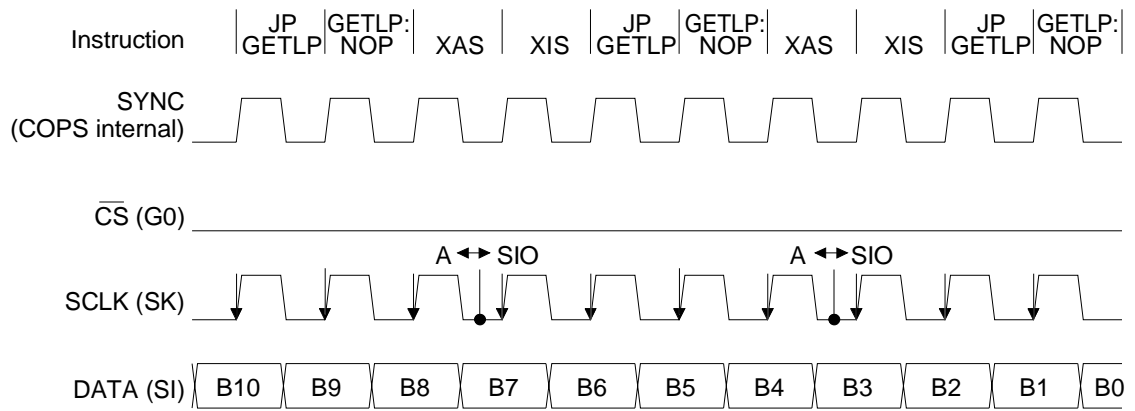 Instruction
JP GETLP: JP GETLP:
GETLP NOP XAS XIS GETLP NOP XAS XIS GETLP NOP
JP GETLP:
SYNC
(COPS internal)
CS (G0)
A SIO A SIO
SCLK (SK)
DATA (SI) B10 B9 B8 B7 B6 B5 B4 B3 B2 B1 B0